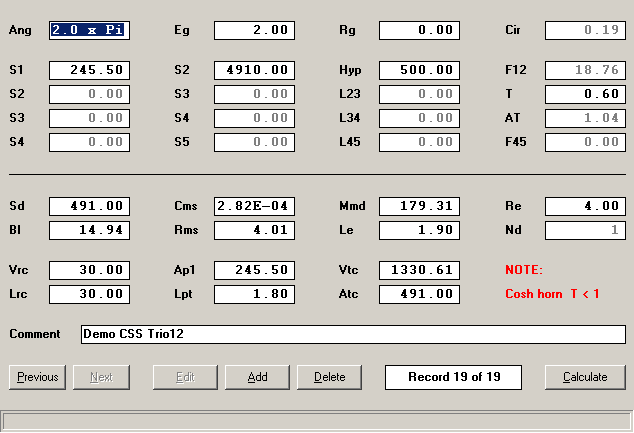 Ang 2.0 x Pi Eg 2.00 Rg 0.00 Cir 0.19
S1 245.50 S2 4910.00 Hyp 500.00 F12 18.76
S2 0.00 S3 0.00 L23 0.00 T 0.60
S3 0.00 S4 0.00 L34 0.00 AT 1.04
S4 0.00 S5 0.00 L45 0.00 F45 0.00
Sd 491.00 Cms 2.82E-04 Mmd 179.31 Re 4.00
Bl 14.94 Rms 4.01 Le 1.90 Nd 1
Vrc 30.00 Ap1 245.50 Vtc 1330.61 NOTE:
Lrc 30.00 Lpt 1.80 Atc 491.00 Cosh horn T < 1
Comment Demo CSS Trio12
Previous Next Edit Add Delete Record 19 of 19 Calculate